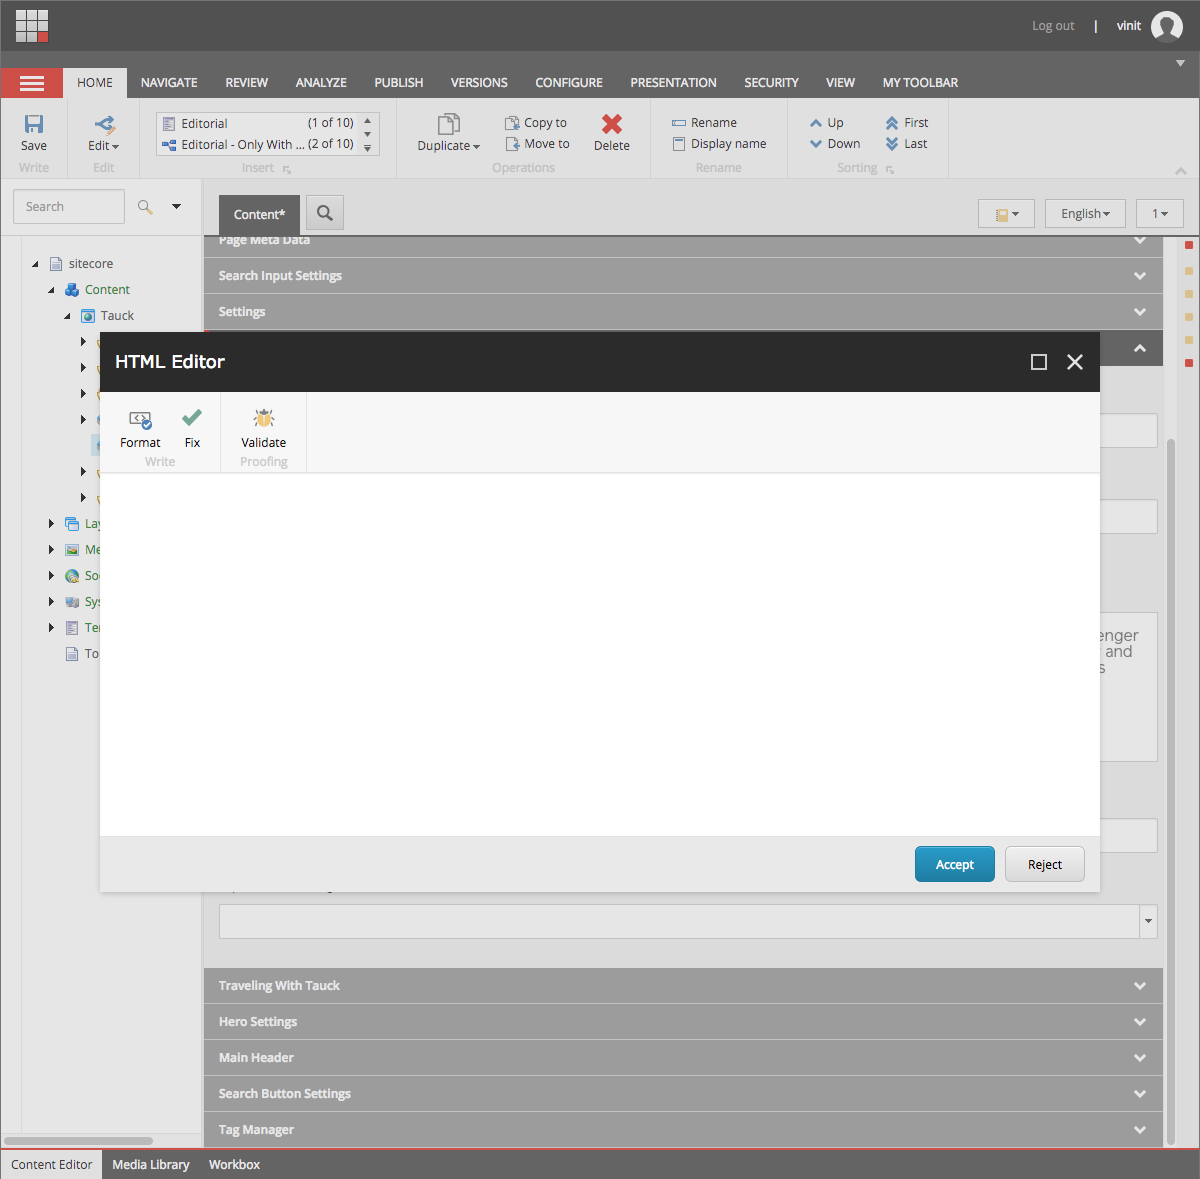 Log out | vinit
HOME NAVIGATE REVIEW ANALYZE PUBLISH VERSIONS CONFIGURE PRESENTATION SECURITY VIEW MY TOOLBAR
Save
Write
Edit
Edit
Editorial (1 of 10)
Editorial - Only With ... (2 of 10)
Insert
Duplicate
Copy to
Move to
Delete
Operations
Rename
Display name
Rename
Up
Down
First
Last
Sorting
Search
Content*
English
1
sitecore
Content
Tauck
Lay
Me
Soc
Sys
Ter
To
Page Meta Data
Search Input Settings
Settings
HTML Editor
Format
Fix
Write
Validate
Proofing
enger
and
s
Accept
Reject
Traveling With Tauck
Hero Settings
Main Header
Search Button Settings
Tag Manager
Content Editor Media Library Workbox